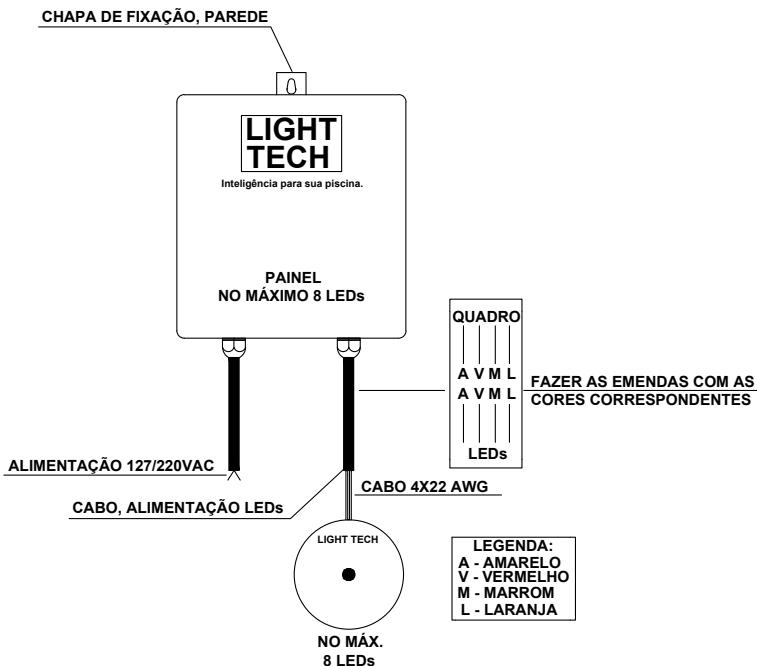 CHAPA DE FIXAÇÃO, PAREDE
LIGHT
TECH
Inteligência para sua piscina.
PAINEL
NO MÁXIMO 8 LEDs
QUADRO
A V M L
A V M L
LEDs
FAZER AS EMENDAS COM AS
CORES CORRESPONDENTES
ALIMENTAÇÃO 127/220VAC
CABO, ALIMENTAÇÃO LEDs
CABO 4X22 AWG
LIGHT TECH
NO MÁX.
8 LEDs
LEGENDA:
A - AMARELO
V - VERMELHO
M - MARROM
L - LARANJA